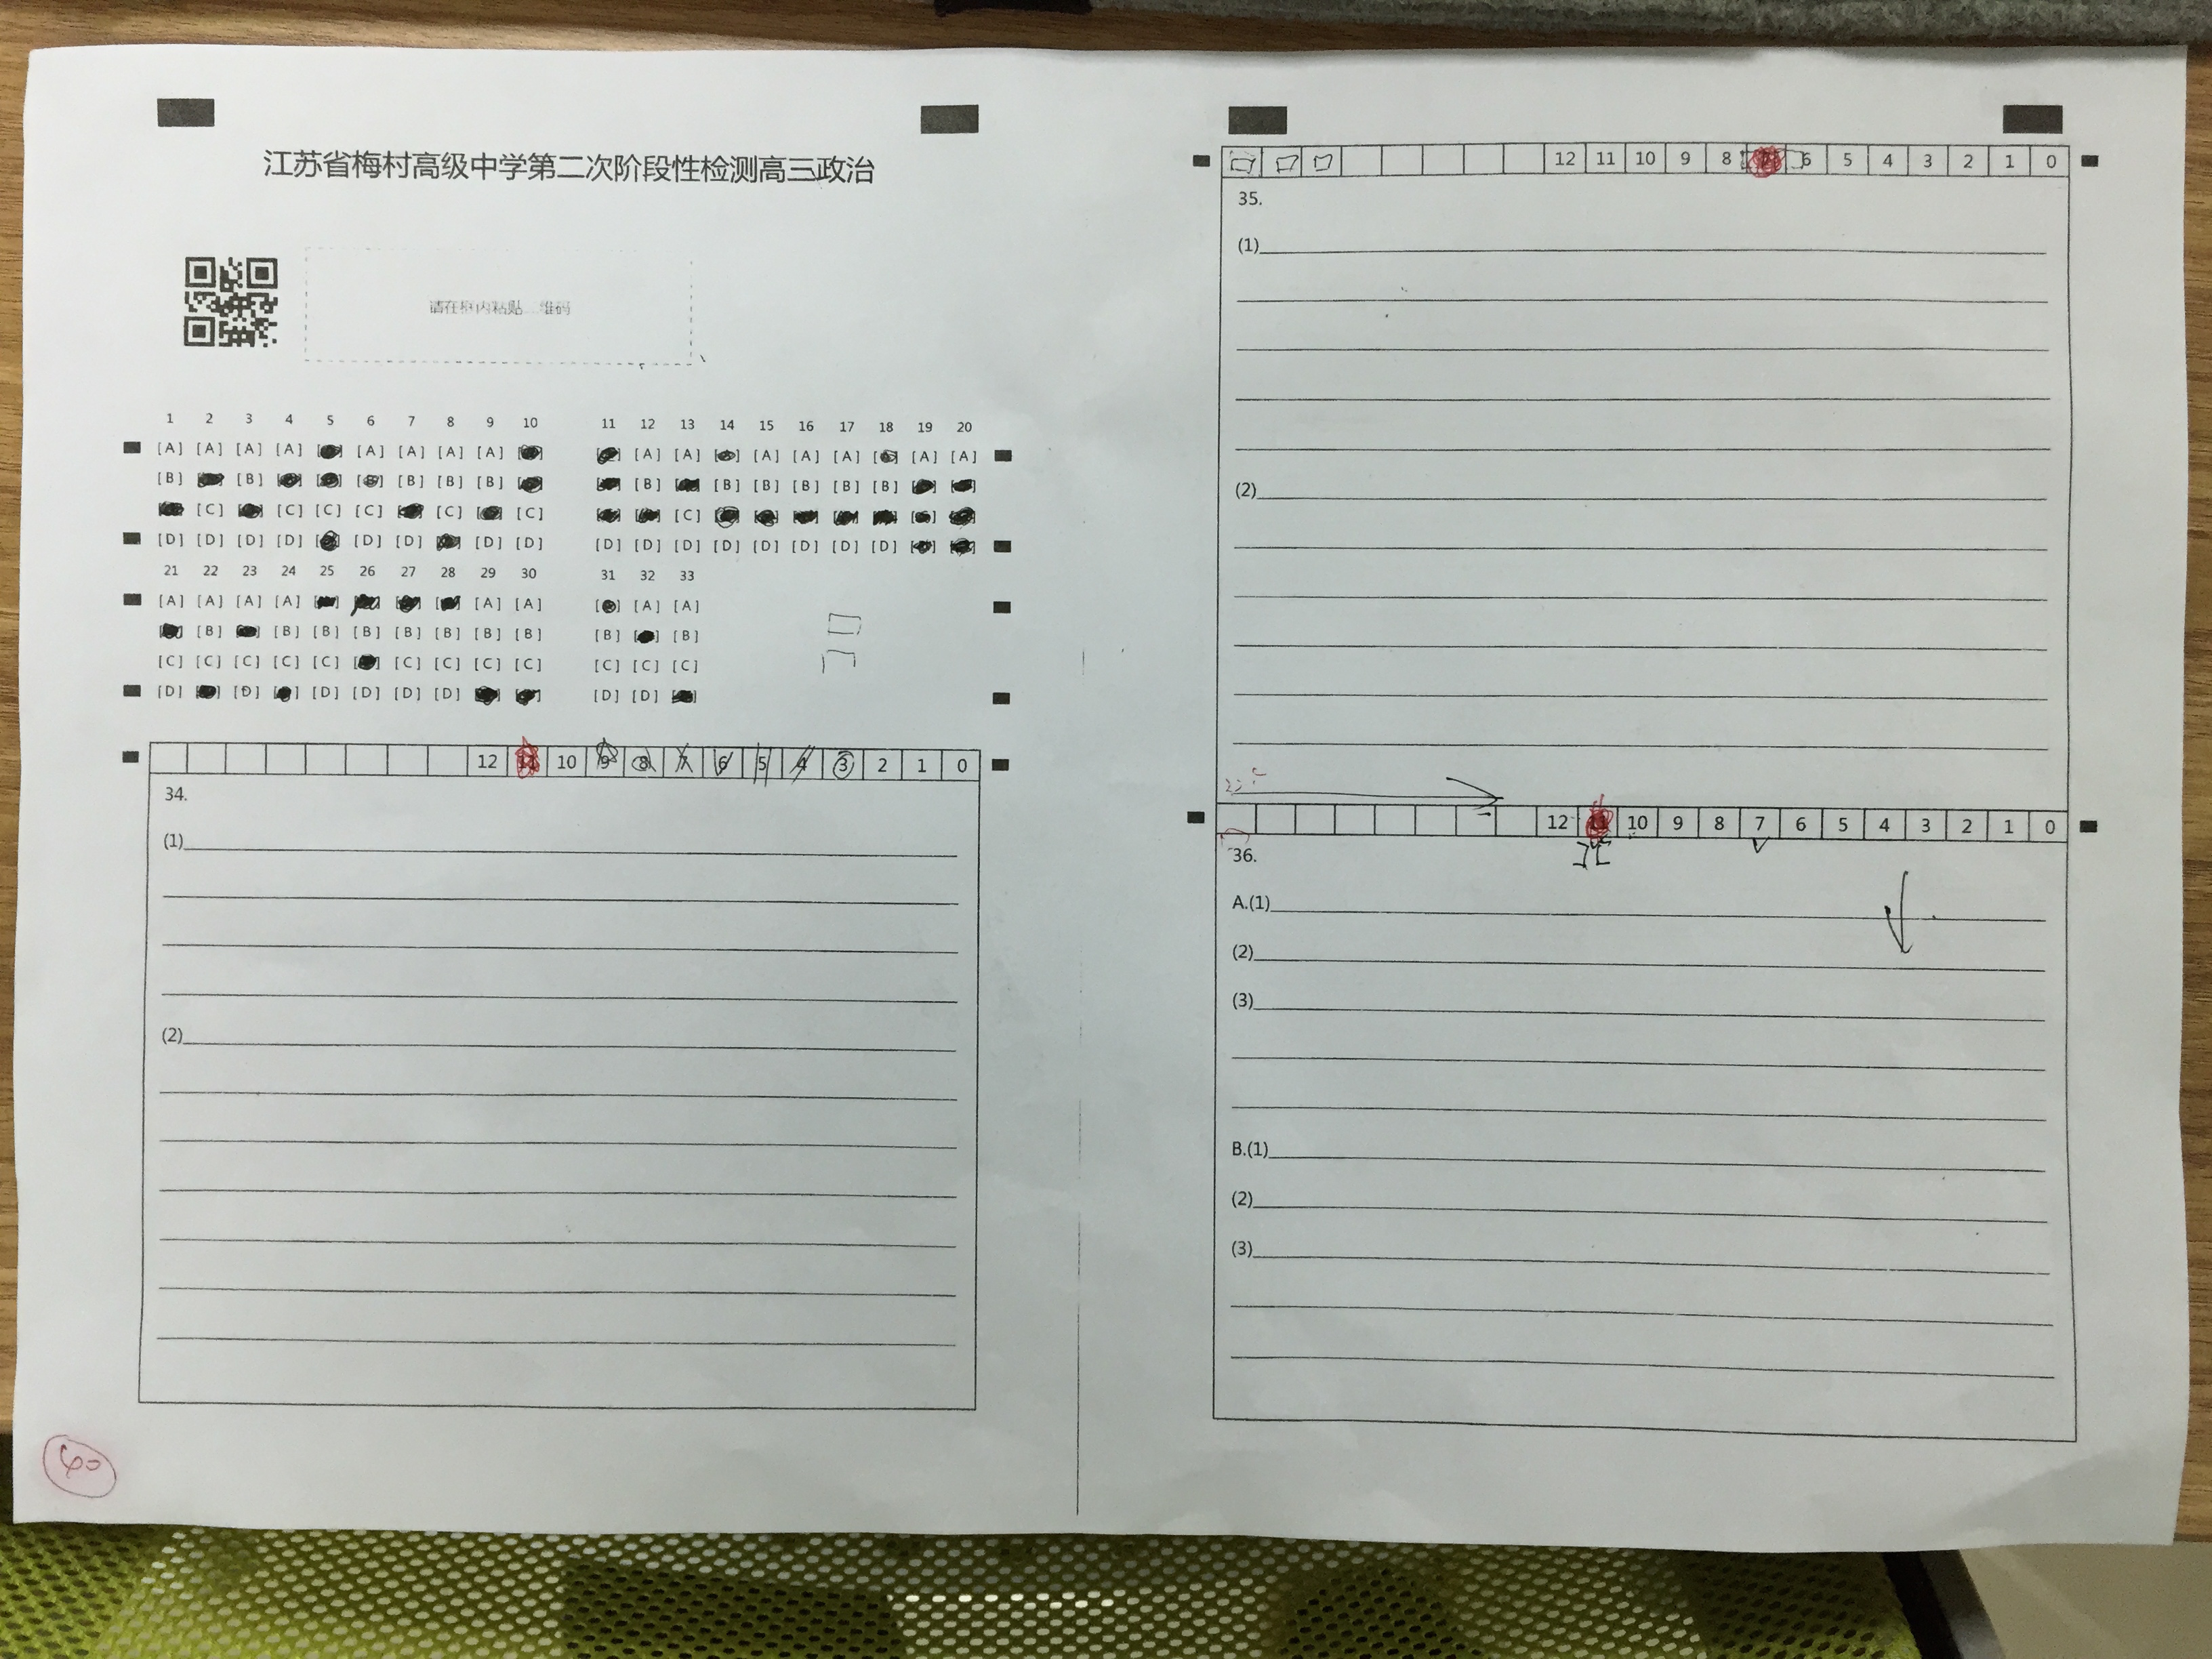 江苏省梅村高级中学第二次阶段性检测高三政治
请在框内粘贴二维码
1 2 3 4 5 6 7 8 9 10
[A] [A] [A] [A] [A] [A] [A] [A]
[B] [B] [B] [B] [B]
[C] [C] [C] [C] [C] [C]
[D] [D] [D] [D] [D] [D] [D] [D]
11 12 13 14 15 16 17 18 19 20
[A] [A] [A] [A] [A] [A] [A] [A] [A]
[B] [B] [B] [B] [B] [B]
[C]
[D] [D] [D] [D] [D] [D] [D] [D]
21 22 23 24 25 26 27 28 29 30
[A] [A] [A] [A] [A] [A]
[B] [B] [B] [B] [B] [B] [B] [B]
[C] [C] [C] [C] [C] [C] [C] [C] [C]
[D] [D] [D] [D] [D] [D]
31 32 33
[A] [A]
[B] [B]
[C] [C] [C]
[D] [D]
12 11 10 9 8 7 6 5 4 3 2 1 0
34.
(1)
(2)
60
12 11 10 9 8 7 6 5 4 3 2 1 0
35.
(1)
(2)
12 11 10 9 8 7 6 5 4 3 2 1 0
36.
A.(1)
(2)
(3)
B.(1)
(2)
(3)